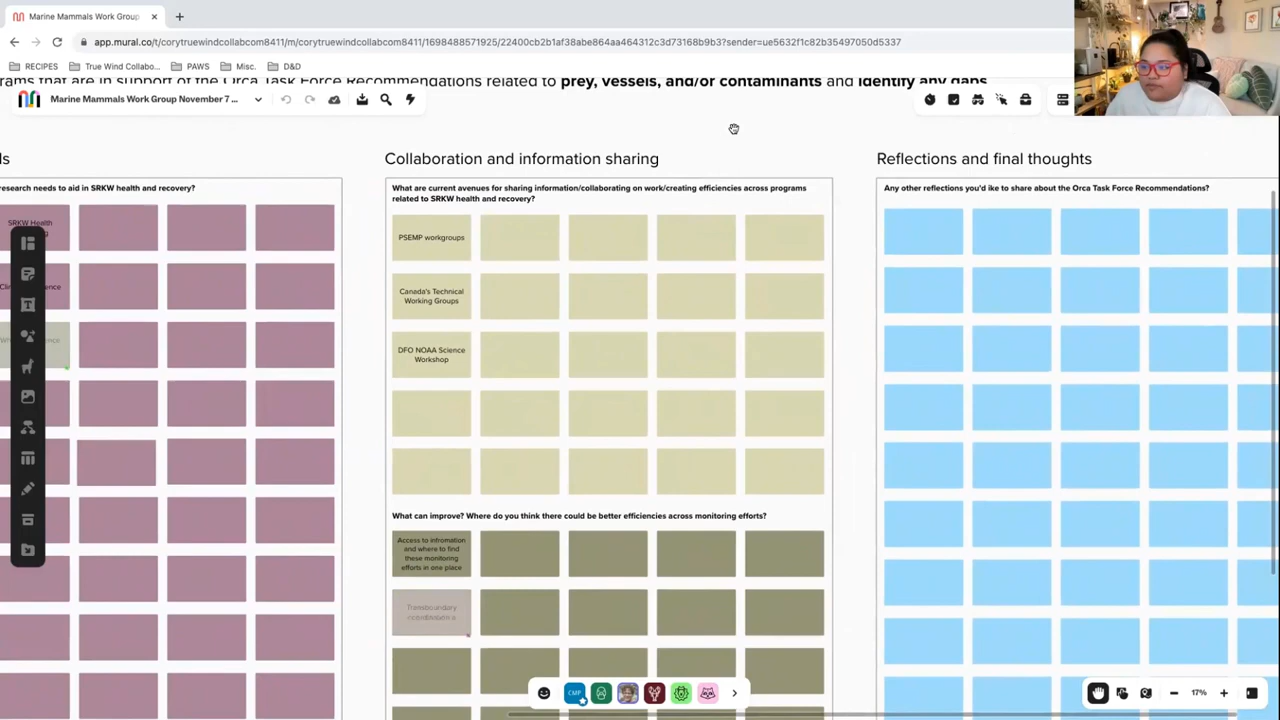 Marine Mammals Work Group
app.mural.co/t/corytruewindcollabcom8411/m/corytruewindcollabcom8411/1698488571925/22400cb2b1af38abe864aa464312c3d73168b9b3?sender=ue5632f1c82b35497050d5337
RECIPES
True Wind Collabo...
PAWS
Misc.
D&D
rams that are in support of the Orca Task Force Recommendations related to prey, vessels, and/or contaminants and identify any gaps
Marine Mammals Work Group November 7 ...
ds
Collaboration and information sharing
Reflections and final thoughts
research needs to aid in SRKW health and recovery?
What are current avenues for sharing information/collaborating on work/creating efficiencies across programs
related to SRKW health and recovery?
Any other reflections you'd like to share about the Orca Task Force Recommendations?
SRKW Health
PSEMP workgroups
Canada's Technical
Working Groups
DFO NOAA Science
Workshop
What can improve? Where do you think there could be better efficiencies across monitoring efforts?
Access to infromation
and where to find
these monitoring
efforts in one place
Transboundary
CMP
17%